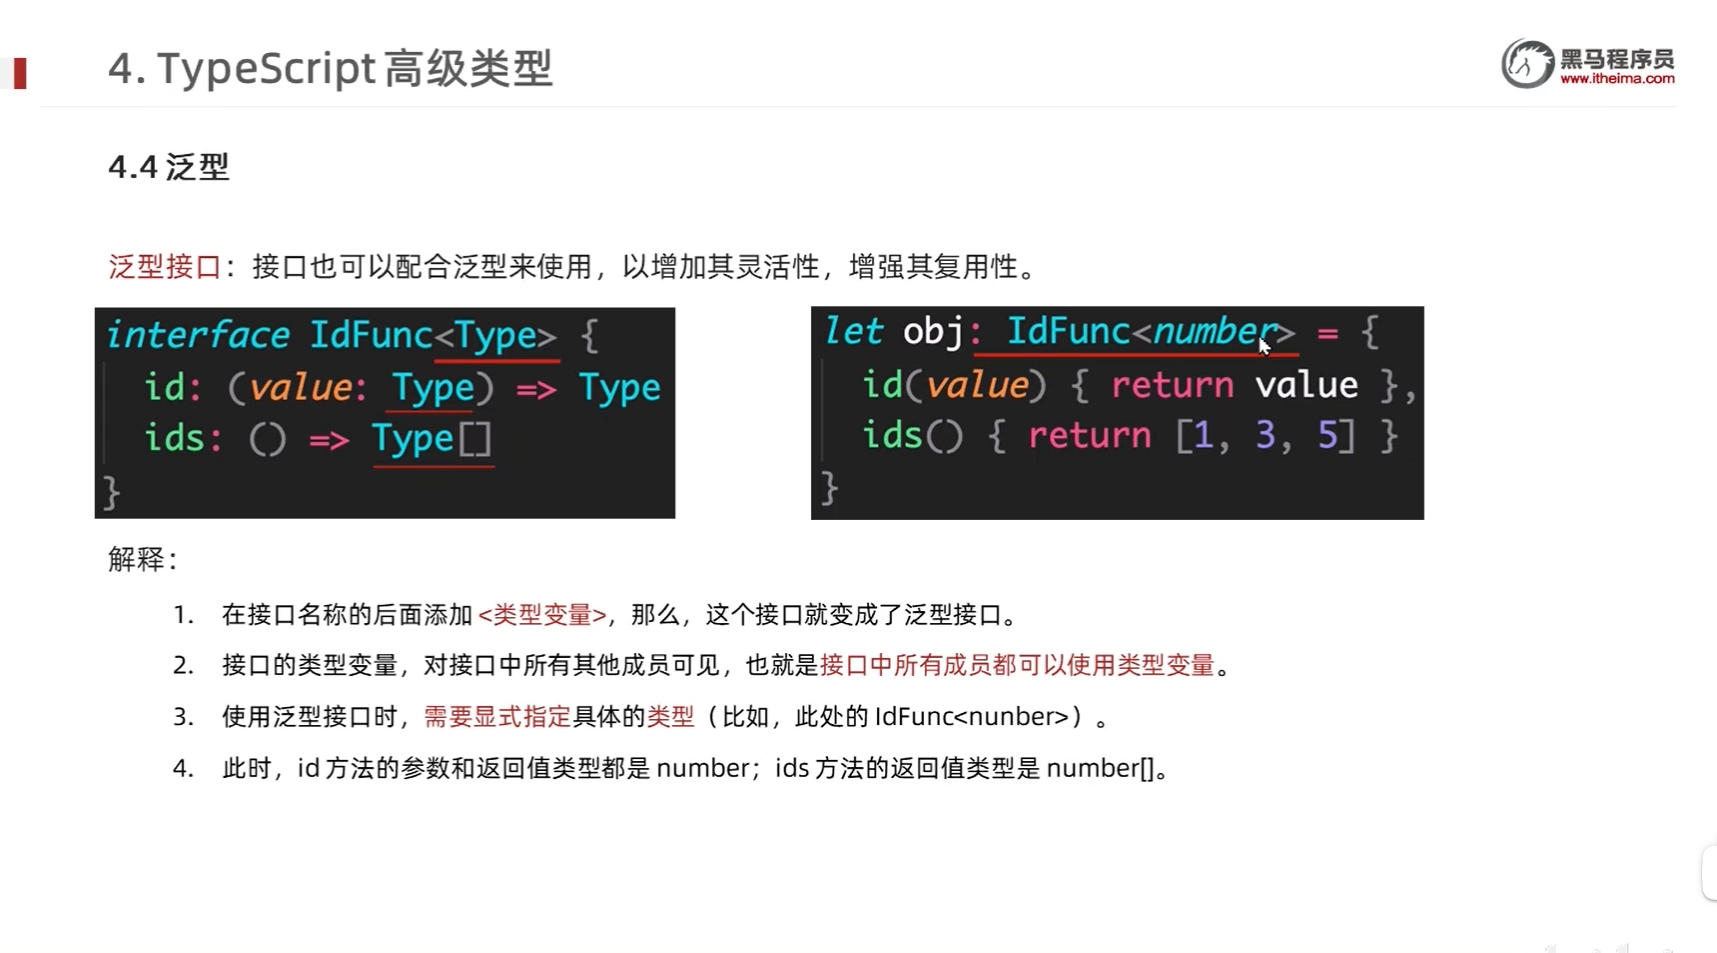 4. TypeScript 高级类型
黑马程序员
www.itheima.com
4.4 泛型
泛型接口：接口也可以配合泛型来使用，以增加其灵活性，增强其复用性。
interface IdFunc<Type> {
id: (value: Type) => Type
ids: () => Type[]
}
let obj: IdFunc<number> = {
id(value) { return value },
ids() { return [1, 3, 5] }
}
解释：
1. 在接口名称的后面添加 <类型变量>，那么，这个接口就变成了泛型接口。
2. 接口的类型变量，对接口中所有其他成员可见，也就是接口中所有成员都可以使用类型变量。
3. 使用泛型接口时，需要显式指定具体的类型（比如，此处的 IdFunc<nunber>）。
4. 此时，id 方法的参数和返回值类型都是 number；ids 方法的返回值类型是 number[]。